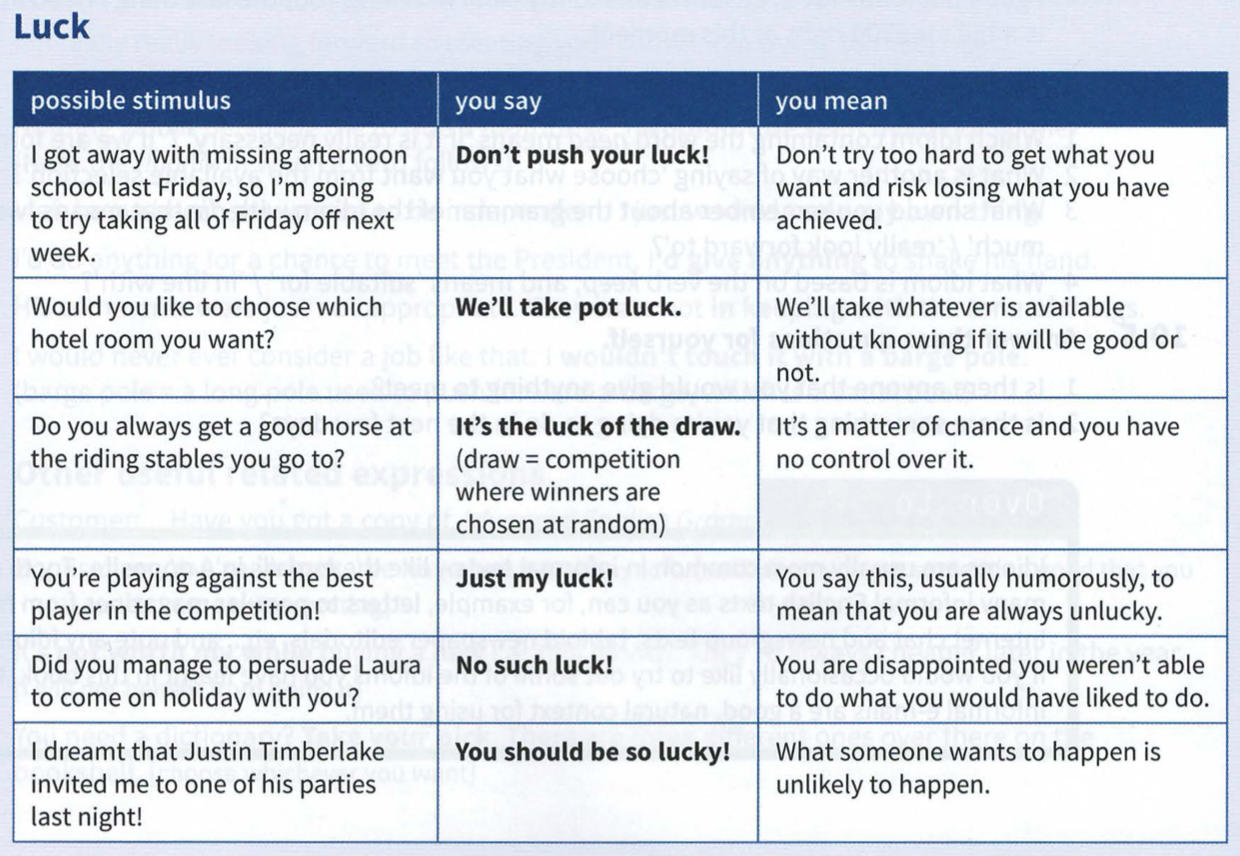 Luck
possible stimulus you say you mean
I got away with missing afternoon
school last Friday, so I'm going
to try taking all of Friday off next
week.
Don't push your luck!
Don't try too hard to get what you
want and risk losing what you have
achieved.
Would you like to choose which
hotel room you want?
We'll take pot luck.
We'll take whatever is available
without knowing if it will be good or
not.
Do you always get a good horse at
the riding stables you go to?
It's the luck of the draw.
(draw = competition
where winners are
chosen at random)
It's a matter of chance and you have
no control over it.
You're playing against the best
player in the competition!
Just my luck!
You say this, usually humorously, to
mean that you are always unlucky.
Did you manage to persuade Laura
to come on holiday with you?
No such luck!
You are disappointed you weren't able
to do what you would have liked to do.
I dreamt that Justin Timberlake
invited me to one of his parties
last night!
You should be so lucky!
What someone wants to happen is
unlikely to happen.